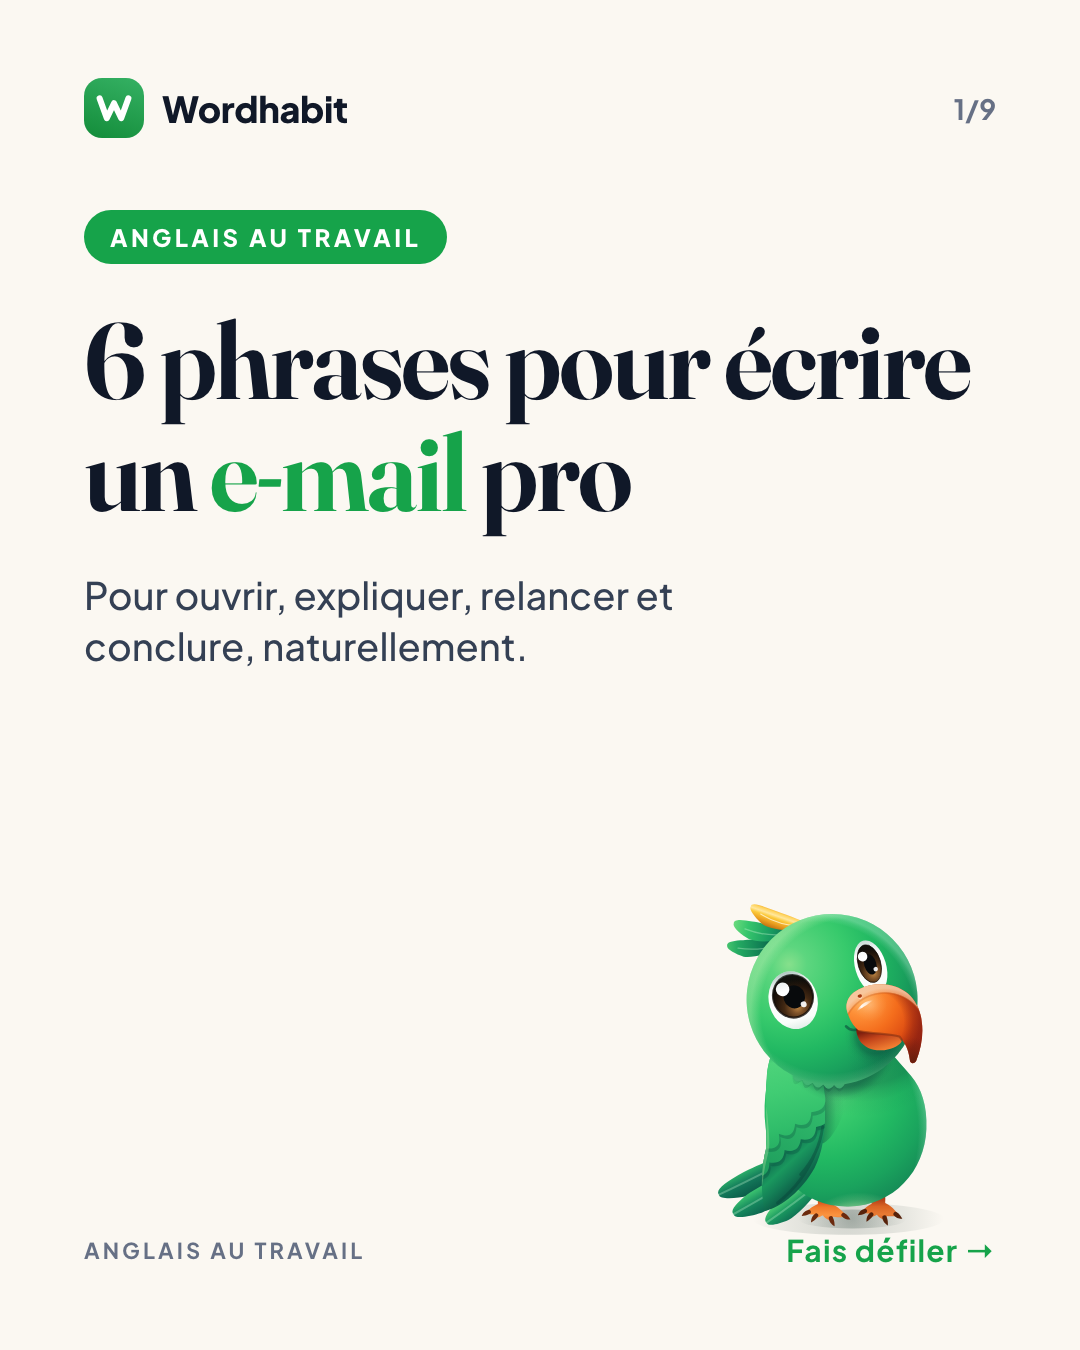 Wordhabit
1/9
ANGLAIS AU TRAVAIL
6 phrases pour écrire
un e-mail pro
Pour ouvrir, expliquer, relancer et
conclure, naturellement.
ANGLAIS AU TRAVAIL
Fais défiler →